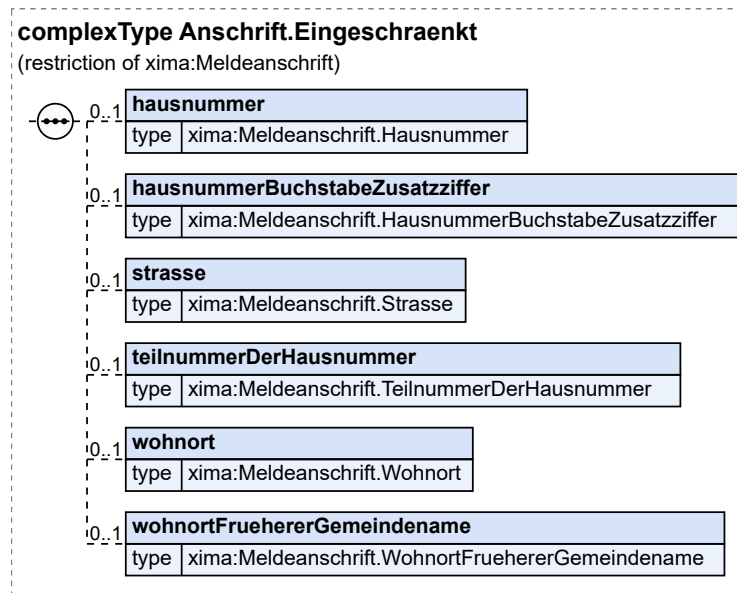 complexType Anschrift.Eingeschraenkt
(restriction of xima:Meldeanschrift)
0..1 hausnummer
type xima:Meldeanschrift.Hausnummer
0..1 hausnummerBuchstabeZusatzziffer
type xima:Meldeanschrift.HausnummerBuchstabeZusatzziffer
0..1 strasse
type xima:Meldeanschrift.Strasse
0..1 teilnummerDerHausnummer
type xima:Meldeanschrift.TeilnummerDerHausnummer
0..1 wohnort
type xima:Meldeanschrift.Wohnort
0..1 wohnortFruehererGemeindename
type xima:Meldeanschrift.WohnortFruehererGemeindename